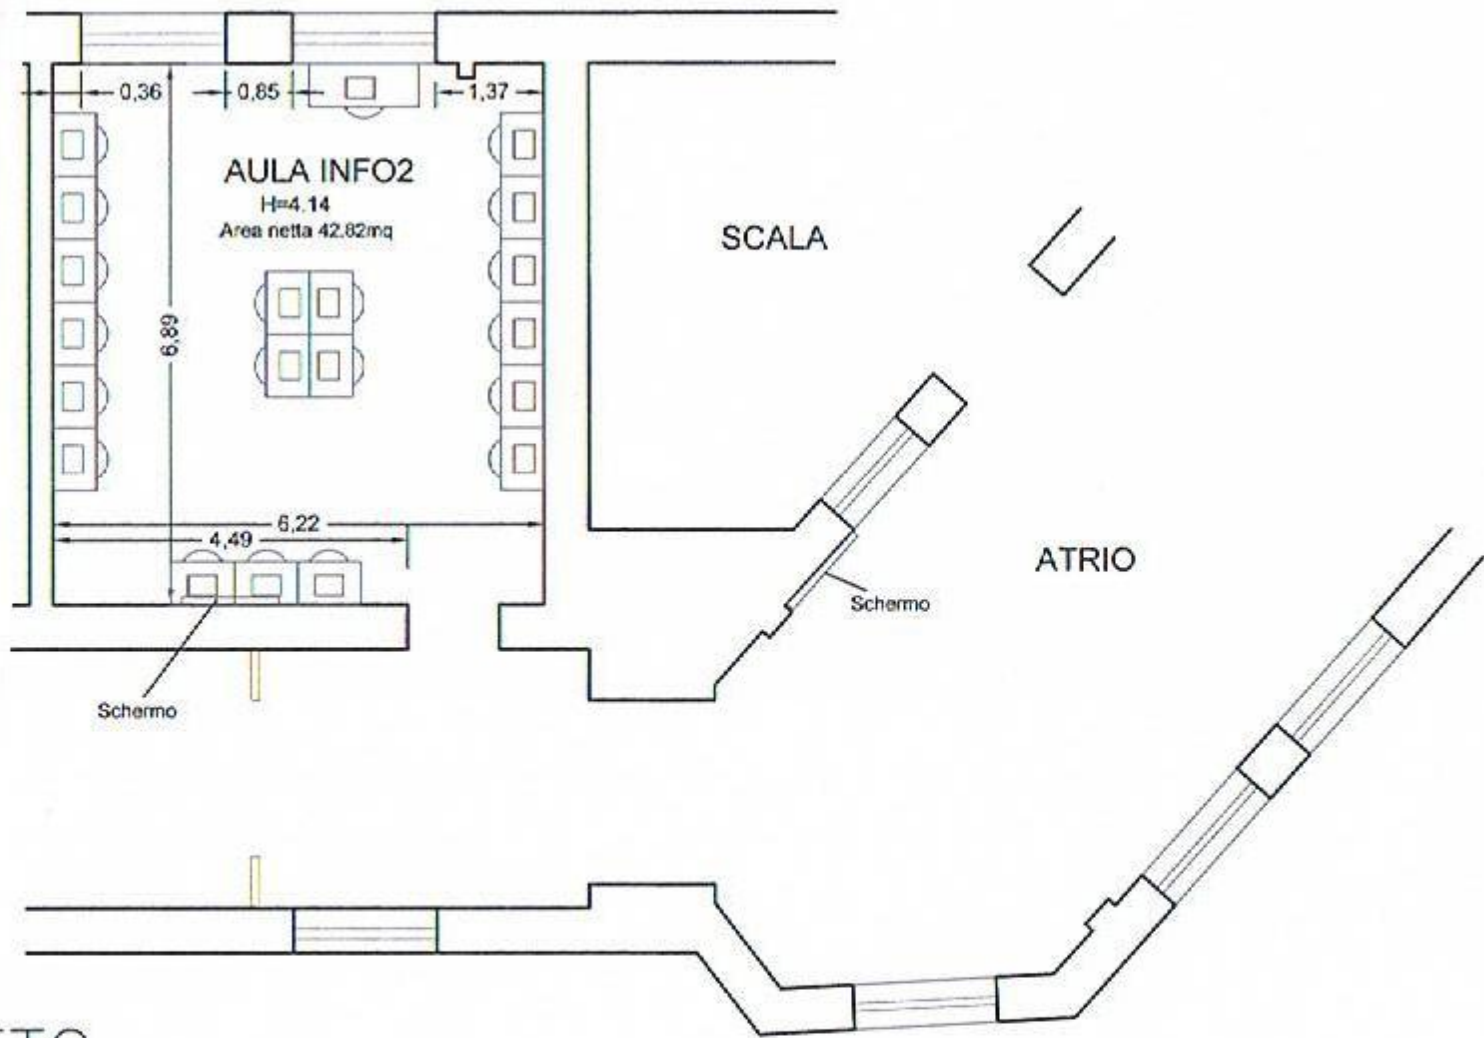 0,36
0,85
1,37
AULA INFO2
H=4.14
Area netta 42.82mq
SCALA
6,89
6,22
4,49
ATRIO
Schermo
Schermo